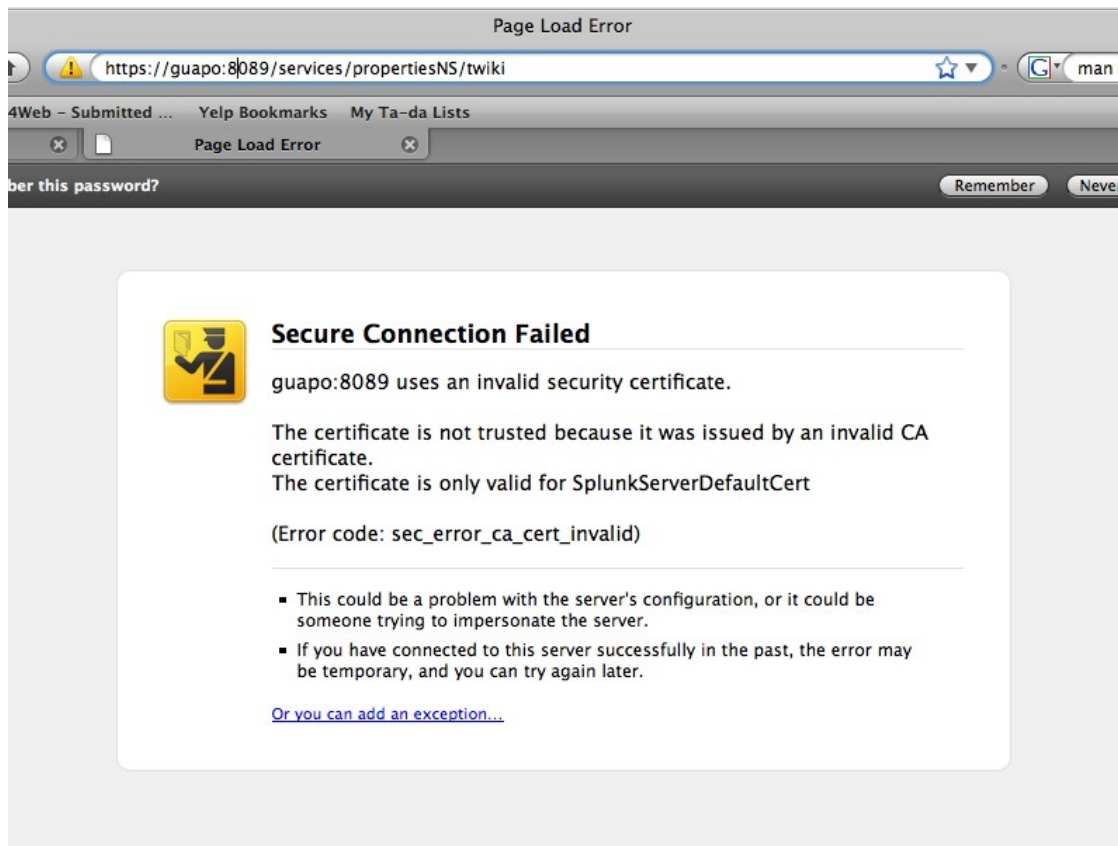 Page Load Error
https://guapo:8089/services/propertiesNS/twiki
G
man
4Web - Submitted ... Yelp Bookmarks My Ta-da Lists
Page Load Error
ber this password? Remember Neve
Secure Connection Failed
guapo:8089 uses an invalid security certificate.
The certificate is not trusted because it was issued by an invalid CA
certificate.
The certificate is only valid for SplunkServerDefaultCert
(Error code: sec_error_ca_cert_invalid)
▪ This could be a problem with the server's configuration, or it could be
someone trying to impersonate the server.
▪ If you have connected to this server successfully in the past, the error may
be temporary, and you can try again later.
Or you can add an exception...